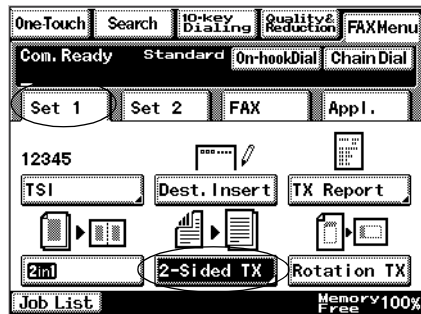 One-Touch Search 10-key Dialing Quality& Reduction FAXMenu
Com. Ready Standard On-hookDial Chain Dial
Set 1 Set 2 FAX Appl.
12345
TSI Dest.Insert TX Report
2in1 2-Sided TX Rotation TX
Job List Memory Free 100%